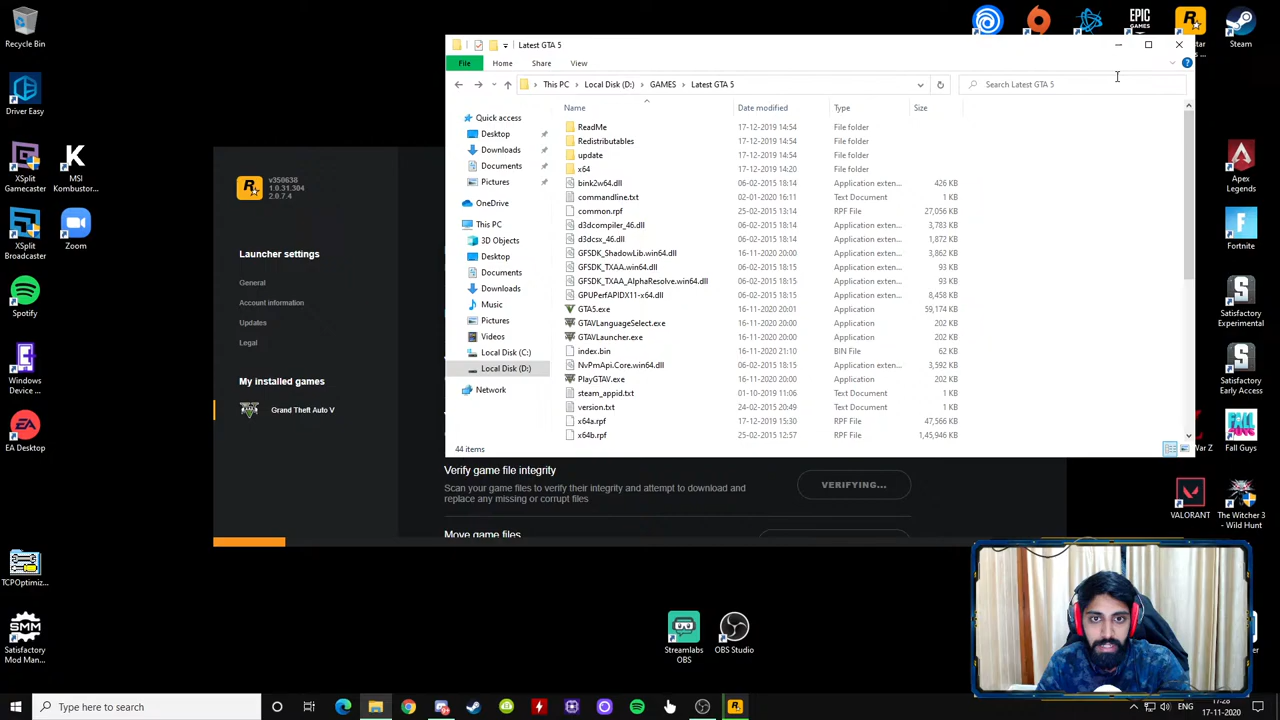 Recycle Bin
Driver Easy
XSplit
Gamecaster
MSI
Kombustor...
XSplit
Broadcaster
Zoom
Spotify
Windows
Device ...
EA Desktop
TCPOptimiz...
Satisfactory
Mod Man...
EPIC
GAMES
Steam
Apex
Legends
Fortnite
Satisfactory
Experimental
Satisfactory
Early Access
FALL
GUYS
Fall Guys
VALORANT
The Witcher 3
- Wild Hunt
Streamlabs
OBS
OBS Studio
v350638
1.0.31.304
2.0.7.4
Launcher settings
General
Account information
Updates
Legal
My installed games
Grand Theft Auto V
Latest GTA 5
File Home Share View
This PC > Local Disk (D:) > GAMES > Latest GTA 5
Search Latest GTA 5
Quick access
Desktop
Downloads
Documents
Pictures
OneDrive
This PC
3D Objects
Desktop
Documents
Downloads
Music
Pictures
Videos
Local Disk (C:)
Local Disk (D:)
Network
Name Date modified Type Size
ReadMe 17-12-2019 14:54 File folder
Redistributables 17-12-2019 14:54 File folder
update 17-12-2019 14:54 File folder
x64 17-12-2019 14:20 File folder
bink2w64.dll 06-02-2015 18:14 Application exten... 426 KB
commandline.txt 02-01-2020 16:11 Text Document 1 KB
common.rpf 25-02-2015 13:14 RPF File 27,056 KB
d3dcompiler_46.dll 06-02-2015 18:14 Application exten... 3,783 KB
d3dcsx_46.dll 06-02-2015 18:14 Application exten... 1,872 KB
GFSDK_ShadowLib.win64.dll 16-11-2020 20:00 Application exten... 3,862 KB
GFSDK_TXAA.win64.dll 06-02-2015 18:15 Application exten... 93 KB
GFSDK_TXAA_AlphaResolve.win64.dll 06-02-2015 18:15 Application exten... 93 KB
GPUPerfAPIDX11-x64.dll 06-02-2015 18:15 Application exten... 8,458 KB
GTA5.exe 16-11-2020 20:01 Application 59,174 KB
GTAVLanguageSelect.exe 16-11-2020 20:00 Application 202 KB
GTAVLauncher.exe 16-11-2020 20:00 Application 202 KB
index.bin 16-11-2020 21:10 BIN File 62 KB
NvPmApi.Core.win64.dll 06-02-2015 18:15 Application exten... 3,592 KB
PlayGTAV.exe 16-11-2020 20:00 Application 202 KB
steam_appid.txt 01-10-2019 11:06 Text Document 1 KB
version.txt 24-02-2015 20:49 Text Document 1 KB
x64a.rpf 17-12-2019 15:30 RPF File 47,566 KB
x64b.rpf 25-02-2015 12:57 RPF File 1,45,946 KB
44 items
Verify game file integrity
Scan your game files to verify their integrity and attempt to download and
replace any missing or corrupt files
VERIFYING...
Move game files
Type here to search
ENG
17:28
17-11-2020